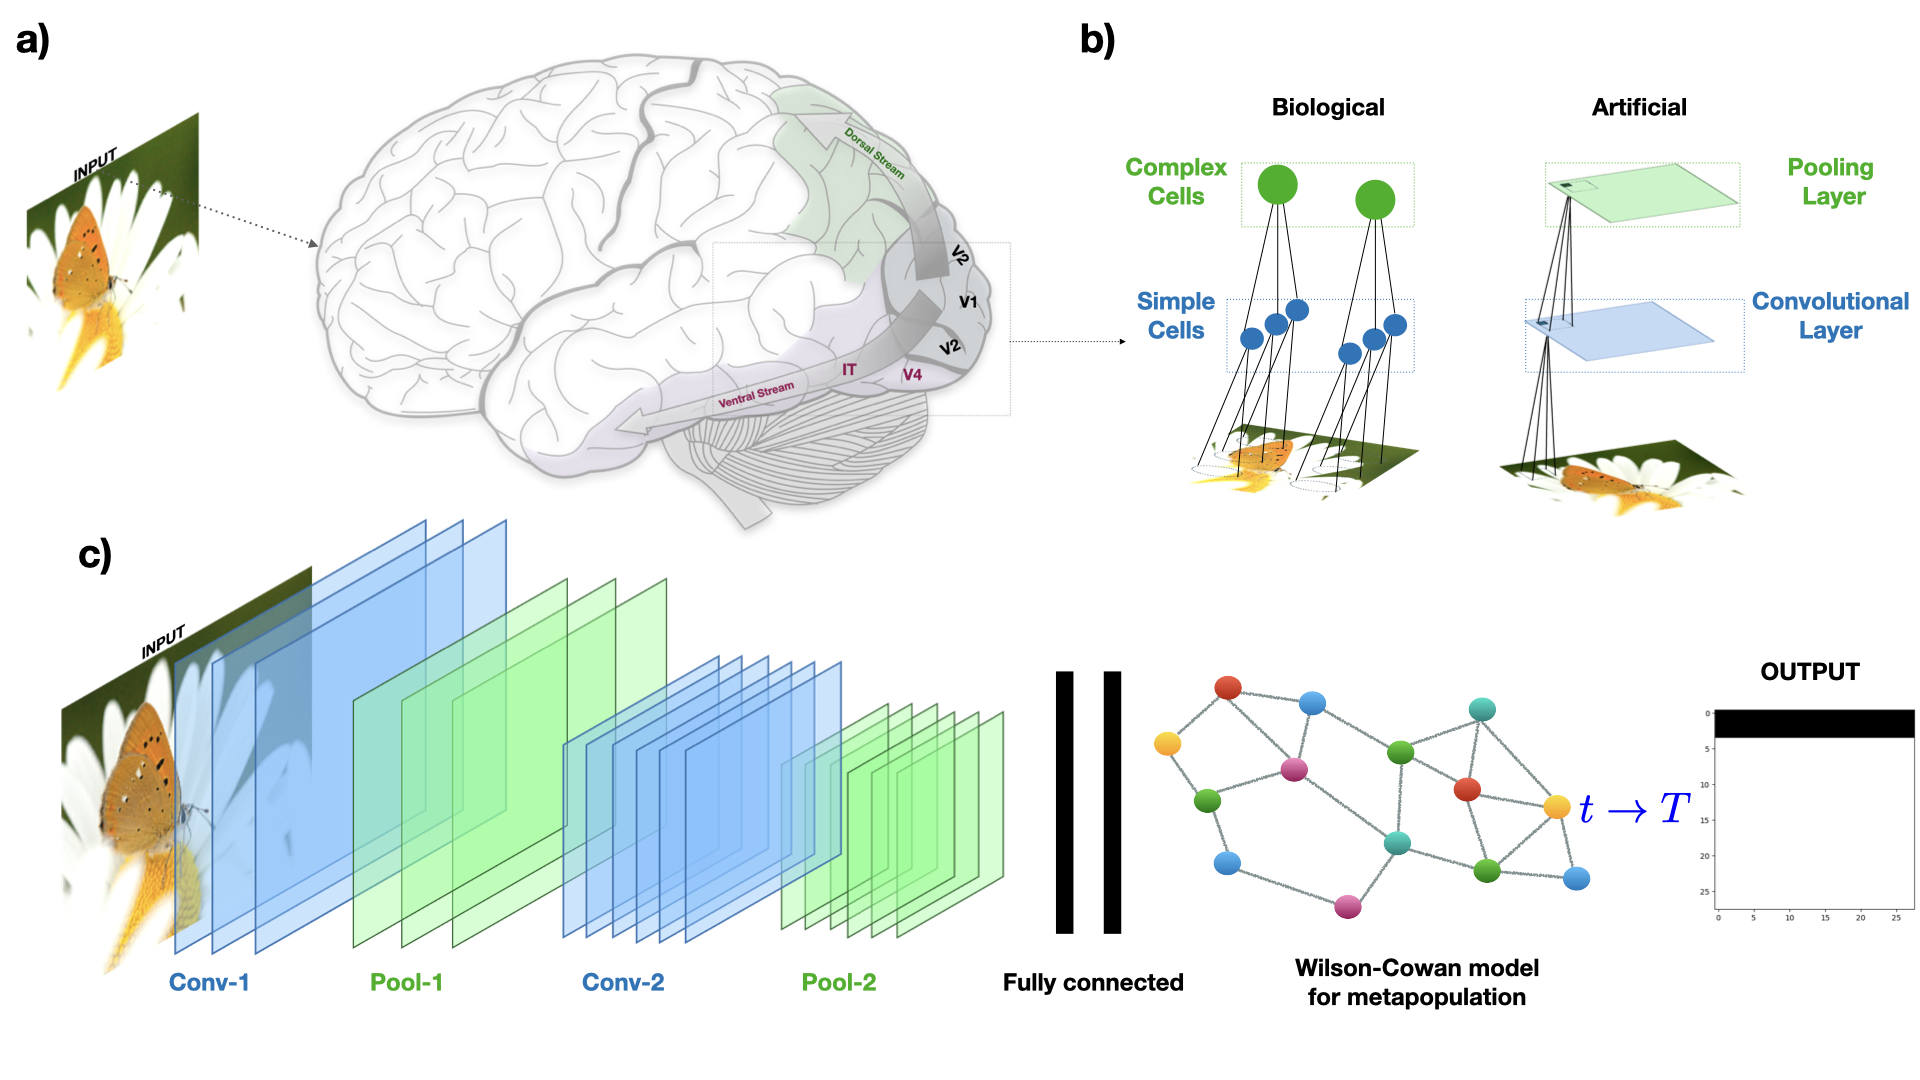 a)
INPUT
Dorsal Stream
V2
V1
V2
V4
IT
Ventral Stream
b)
Biological
Artificial
Complex
Cells
Pooling
Layer
Simple
Cells
Convolutional
Layer
c)
INPUT
Conv-1
Pool-1
Conv-2
Pool-2
Fully connected
Wilson-Cowan model
for metapopulation
t → T
OUTPUT
0
5
10
15
20
25
0 5 10 15 20 25